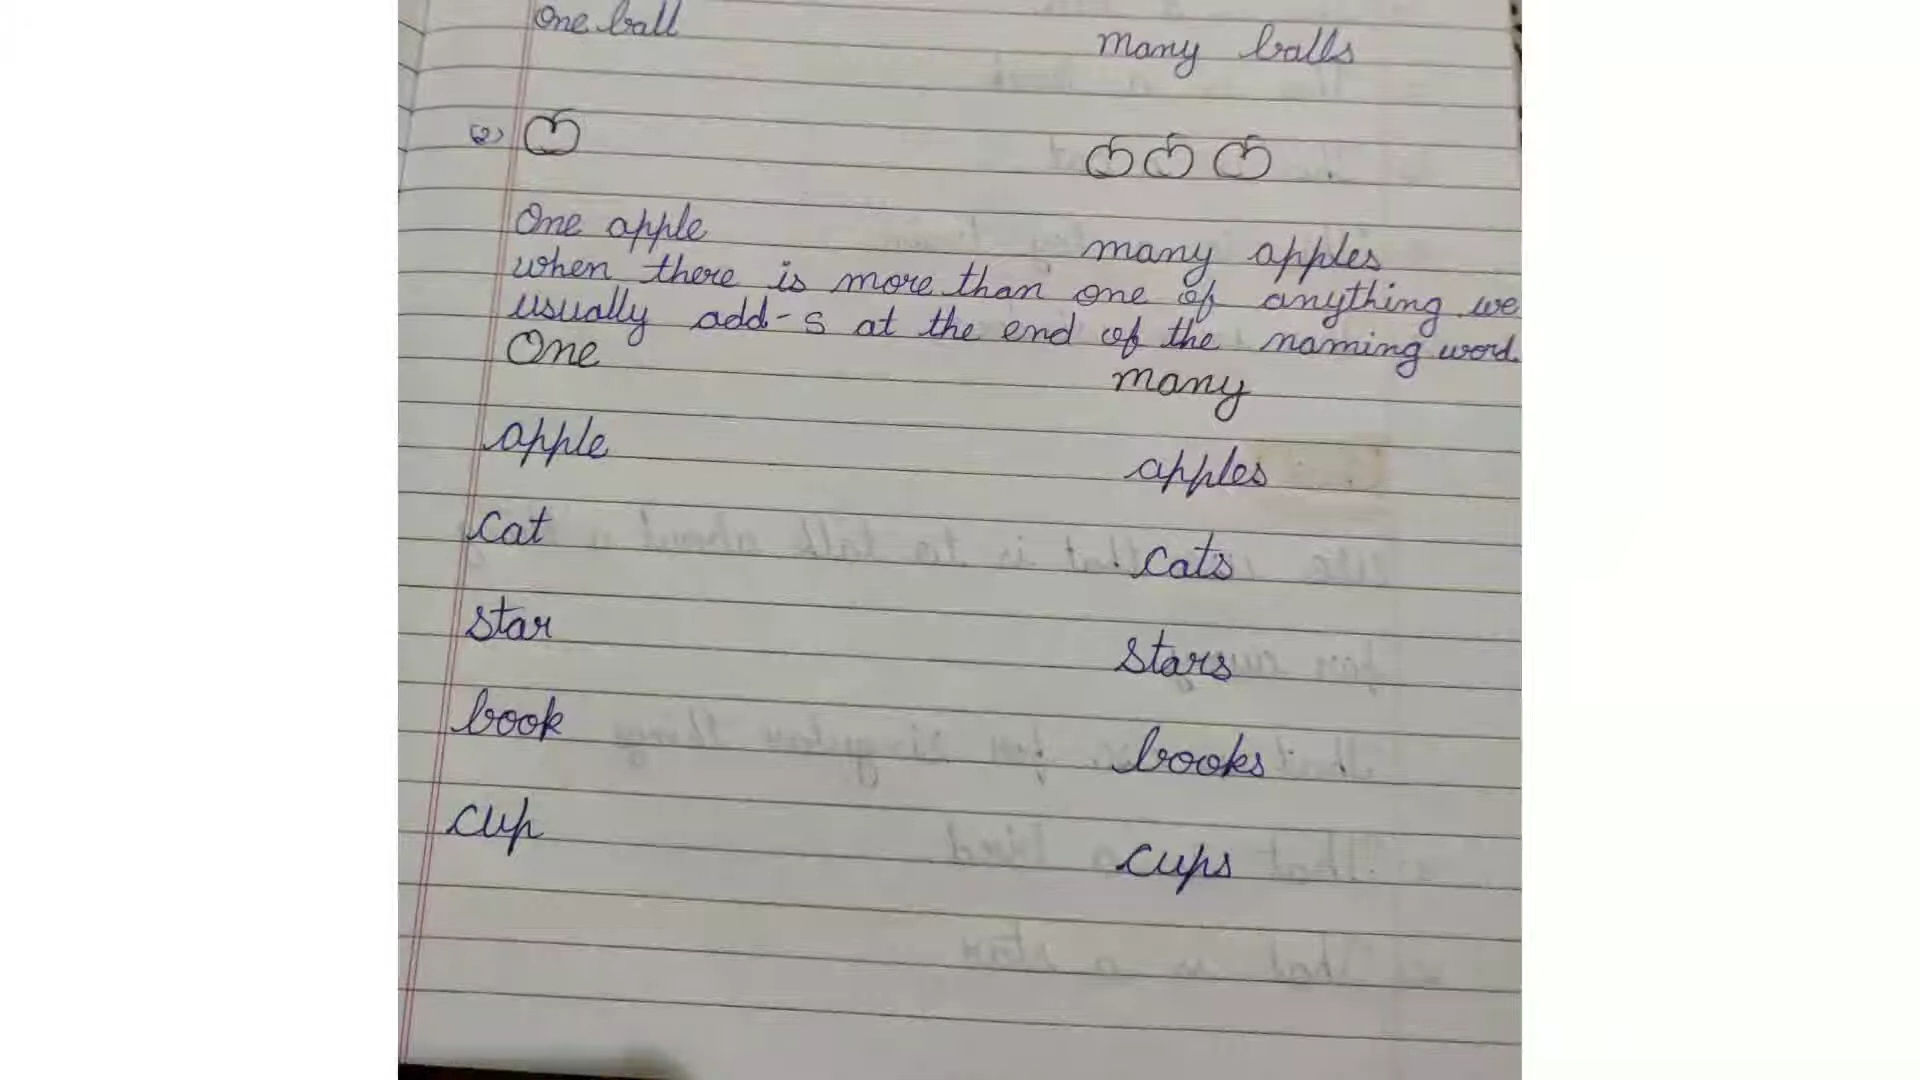 One ball many balls
(2)
One apple many apples
when there is more than one of anything we
usually add-s at the end of the naming word.
One many
apple apples
cat cats
star stars
book books
cup cups